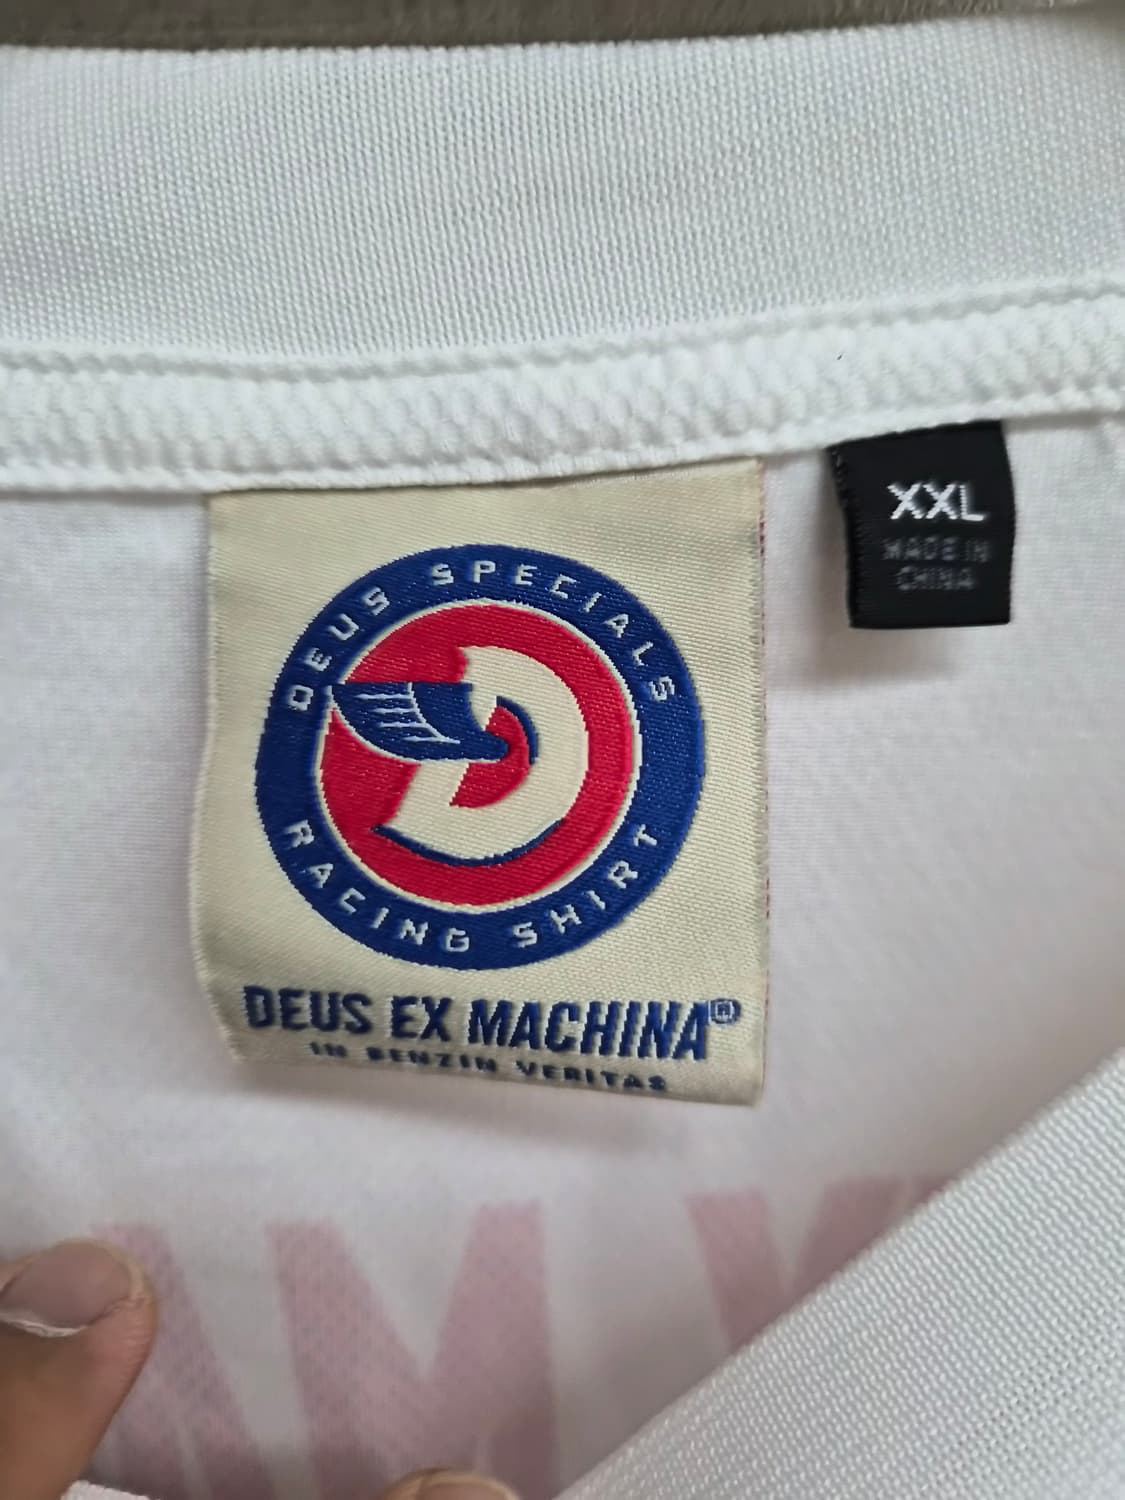 DEUS SPECIALS
RACING SHIRT
DEUS EX MACHINA®
IN BENZIN VERITAS
XXL
MADE IN
CHINA